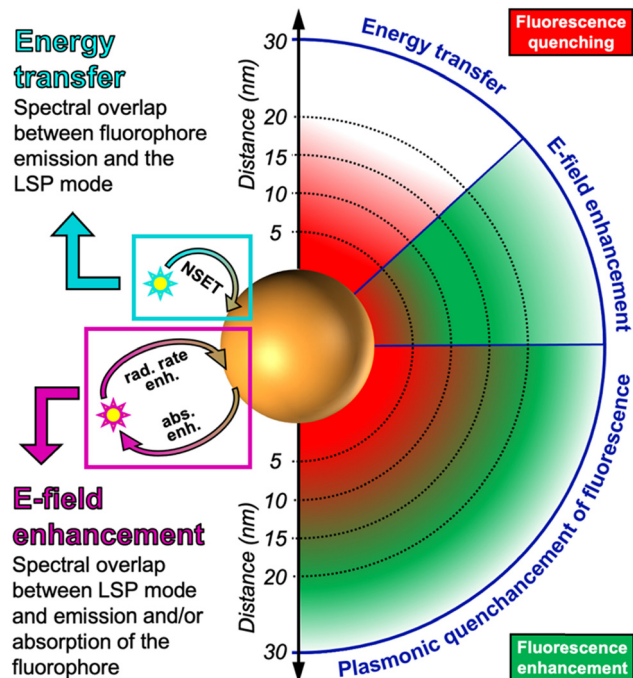 Energy
transfer
Spectral overlap
between fluorophore
emission and the
LSP mode
NSET
rad. rate
enh.
abs.
enh.
E-field
enhancement
Spectral overlap
between LSP mode
and emission and/or
absorption of the
fluorophore
Fluorescence
quenching
30
20
15
10
5
Distance (nm)
Energy transfer
E-field enhancement
Plasmonic quenchancement of fluorescence
5
10
15
20
30
Distance (nm)
Fluorescence
enhancement